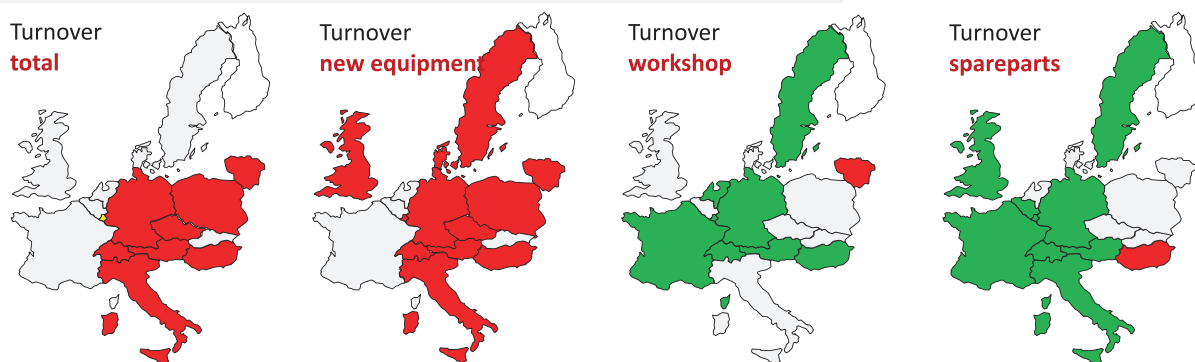 Turnover
total
Turnover
new equipment
Turnover
workshop
Turnover
spareparts